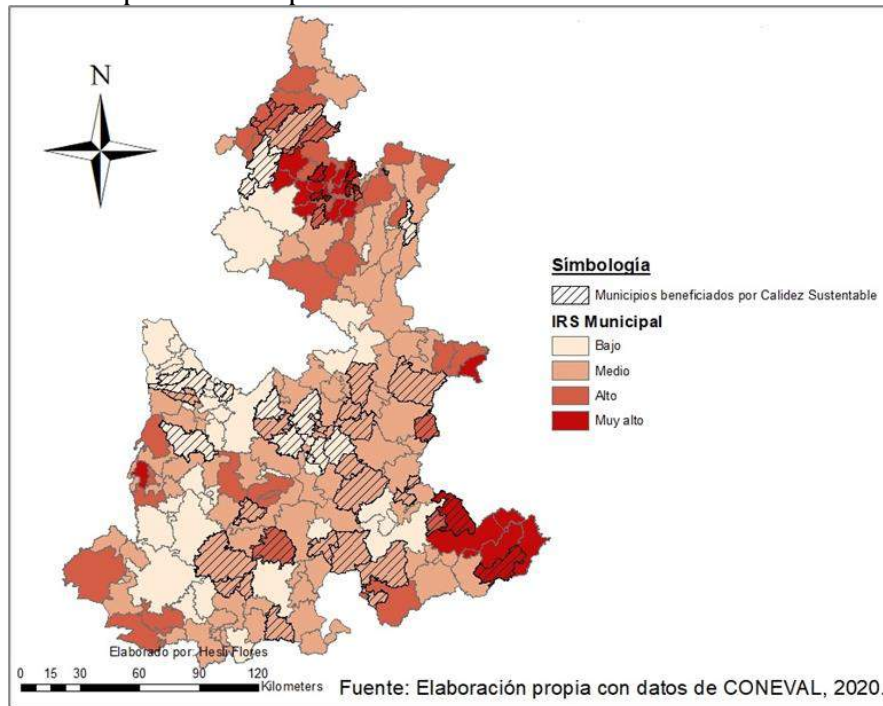 N
Símbología
Municipios beneficiados por Calidez Sustentable
IRS Municipal
Bajo
Medio
Alto
Muy alto
Elaborado por: Hesli Flores
0 15 30 60 90 120
Kilometers
Fuente: Elaboración propia con datos de CONEVAL, 2020.